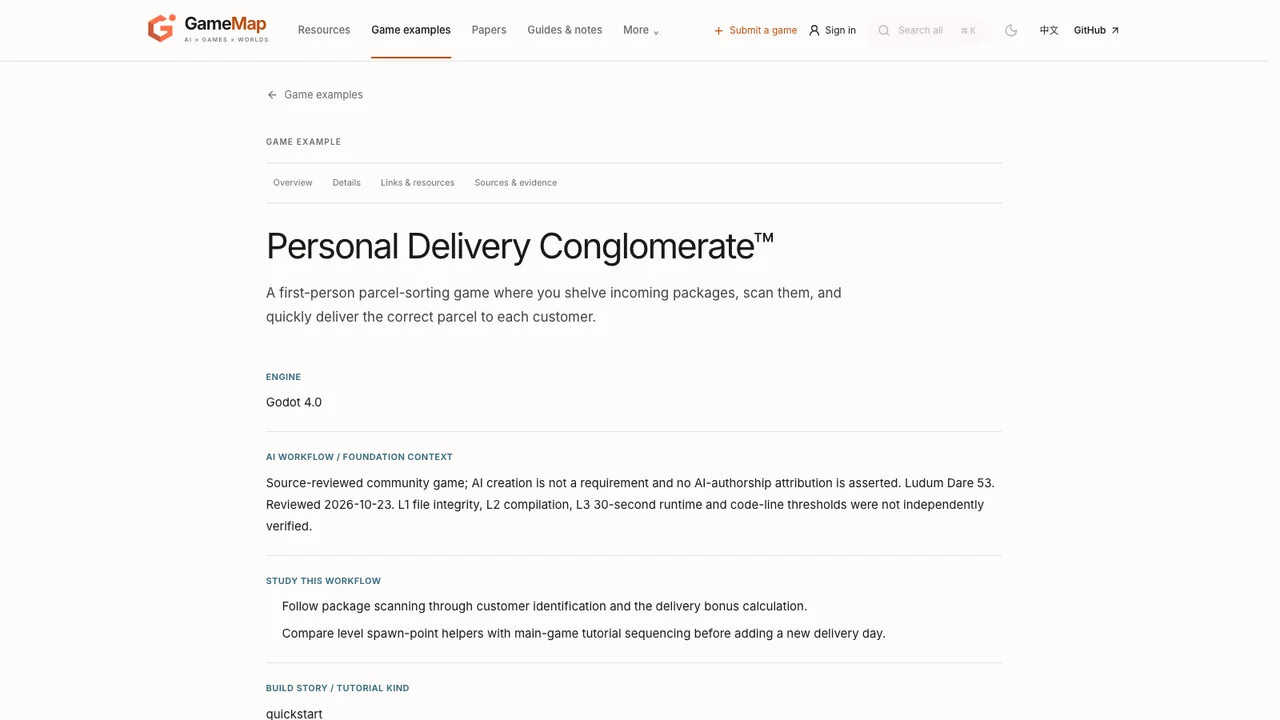 GameMap
AI × GAMES × WORLDS
Resources
Game examples
Papers
Guides & notes
More
Submit a game
Sign in
Search all
⌘ K
中文
GitHub
Game examples
GAME EXAMPLE
Overview
Details
Links & resources
Sources & evidence
Personal Delivery Conglomerate™
A first-person parcel-sorting game where you shelve incoming packages, scan them, and
quickly deliver the correct parcel to each customer.
ENGINE
Godot 4.0
AI WORKFLOW / FOUNDATION CONTEXT
Source-reviewed community game; AI creation is not a requirement and no AI-authorship attribution is asserted. Ludum Dare 53.
Reviewed 2026-10-23. L1 file integrity, L2 compilation, L3 30-second runtime and code-line thresholds were not independently
verified.
STUDY THIS WORKFLOW
Follow package scanning through customer identification and the delivery bonus calculation.
Compare level spawn-point helpers with main-game tutorial sequencing before adding a new delivery day.
BUILD STORY / TUTORIAL KIND
quickstart